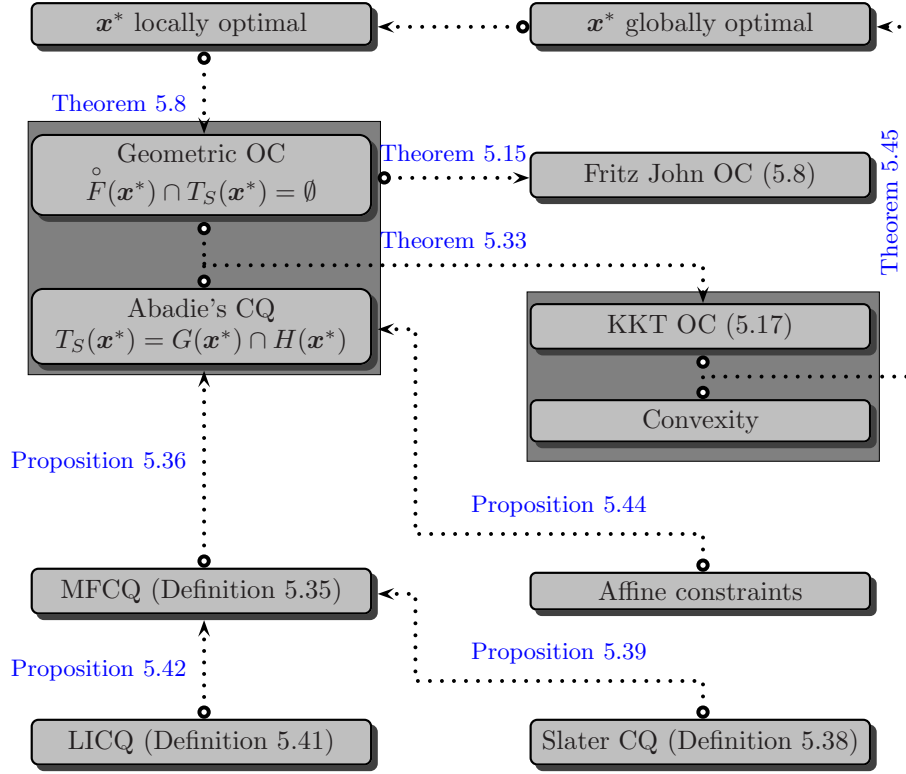 x* locally optimal
x* globally optimal
Theorem 5.8
Geometric OC
F̊(x*) ∩ T_S(x*) = ∅
Theorem 5.15
Fritz John OC (5.8)
Theorem 5.45
Theorem 5.33
Abadie's CQ
T_S(x*) = G(x*) ∩ H(x*)
KKT OC (5.17)
Convexity
Proposition 5.36
Proposition 5.44
MFCQ (Definition 5.35)
Affine constraints
Proposition 5.42
Proposition 5.39
LICQ (Definition 5.41)
Slater CQ (Definition 5.38)